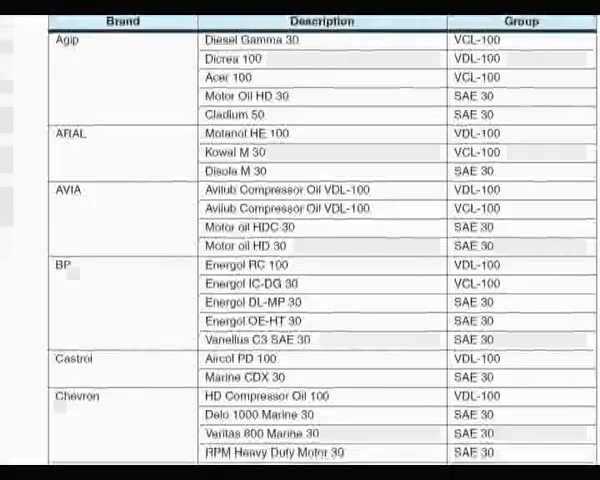 Brand Description Group
Agip Diesel Gamma 30 VCL-100
Dicrea 100 VDL-100
Acer 100 VCL-100
Motor Oil HD 30 SAE 30
Cladium 50 SAE 30
ARAL Motanol HE 100 VDL-100
Kowal M 30 VCL-100
Disola M 30 SAE 30
AVIA Avilub Compressor Oil VDL-100 VDL-100
Avilub Compressor Oil VDL-100 VCL-100
Motor oil HDC 30 SAE 30
Motor oil HD 30 SAE 30
BP Energol RC 100 VDL-100
Energol IC-DG 30 VCL-100
Energol DL-MP 30 SAE 30
Energol OE-HT 30 SAE 30
Vanellus C3 SAE 30 SAE 30
Castrol Aircol PD 100 VDL-100
Marine CDX 30 SAE 30
Chevron HD Compressor Oil 100 VDL-100
Delo 1000 Marine 30 SAE 30
Veritas 800 Marine 30 SAE 30
RPM Heavy Duty Motor 30 SAE 30